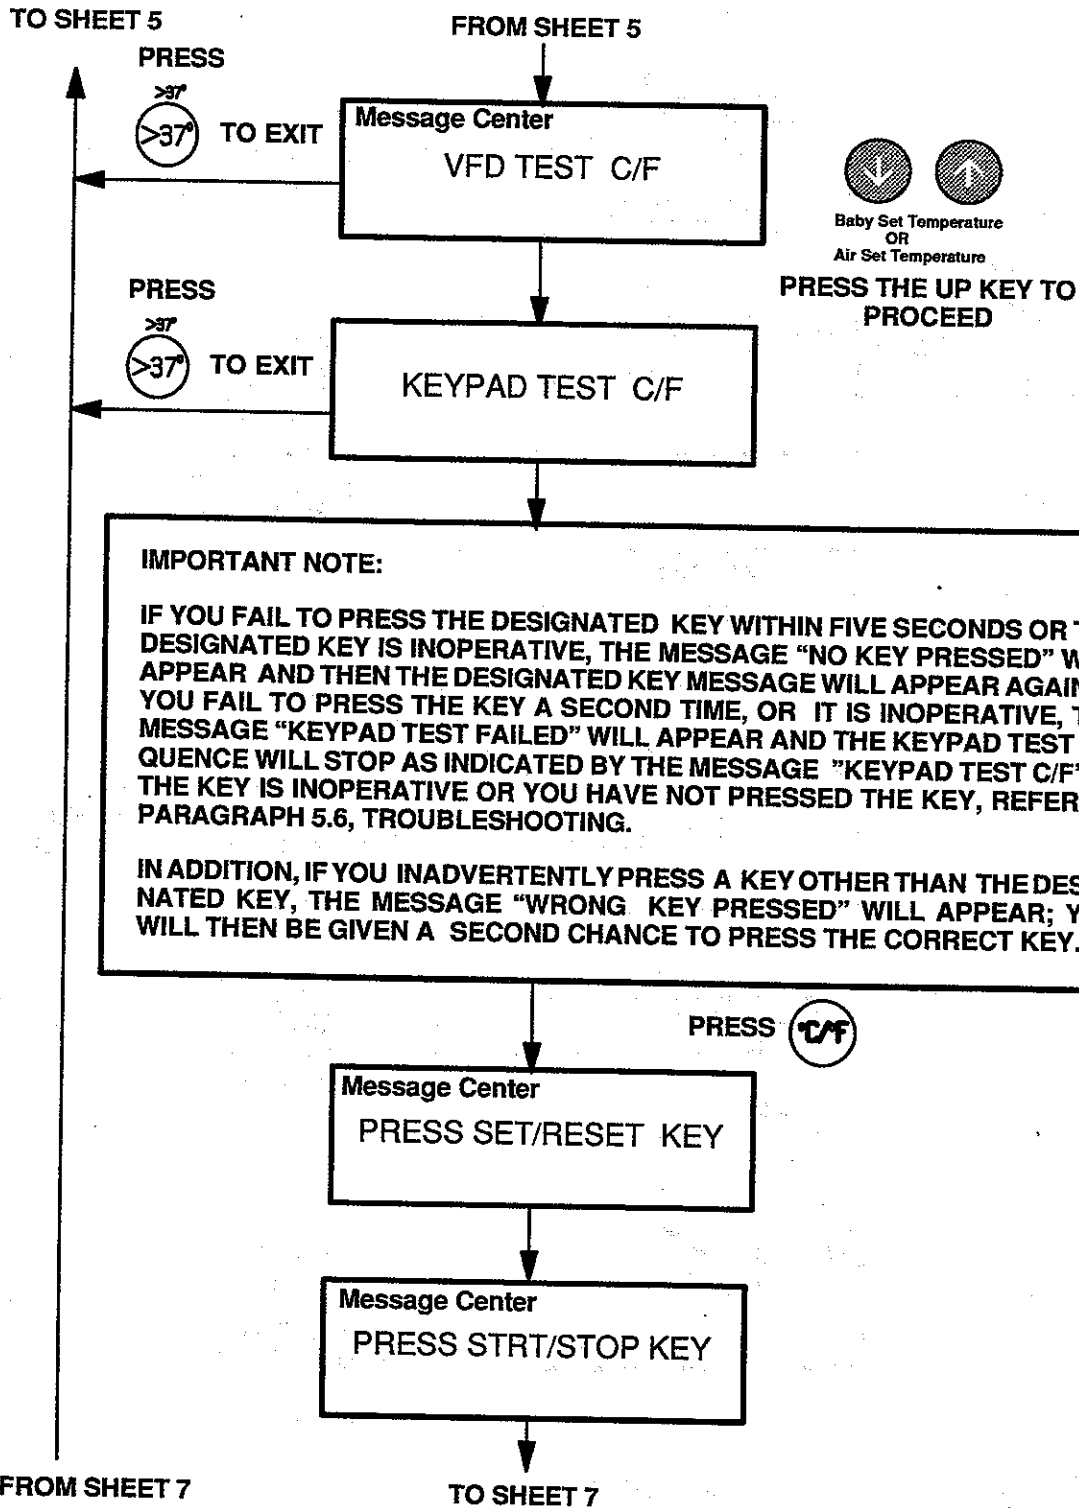 TO SHEET 5
FROM SHEET 5
PRESS
>37°
>37°
TO EXIT
Message Center
VFD TEST C/F
Baby Set Temperature
OR
Air Set Temperature
PRESS THE UP KEY TO
PROCEED
PRESS
>37°
>37°
TO EXIT
KEYPAD TEST C/F
IMPORTANT NOTE:
IF YOU FAIL TO PRESS THE DESIGNATED KEY WITHIN FIVE SECONDS OR
DESIGNATED KEY IS INOPERATIVE, THE MESSAGE “NO KEY PRESSED”
APPEAR AND THEN THE DESIGNATED KEY MESSAGE WILL APPEAR AGAIN
YOU FAIL TO PRESS THE KEY A SECOND TIME, OR IT IS INOPERATIVE,
MESSAGE “KEYPAD TEST FAILED” WILL APPEAR AND THE KEYPAD TEST
QUENCE WILL STOP AS INDICATED BY THE MESSAGE ”KEYPAD TEST C/F”
THE KEY IS INOPERATIVE OR YOU HAVE NOT PRESSED THE KEY, REFER
PARAGRAPH 5.6, TROUBLESHOOTING.
IN ADDITION, IF YOU INADVERTENTLY PRESS A KEY OTHER THAN THE DES
NATED KEY, THE MESSAGE “WRONG KEY PRESSED” WILL APPEAR; Y
WILL THEN BE GIVEN A SECOND CHANCE TO PRESS THE CORRECT KEY.
PRESS
°C/°F
Message Center
PRESS SET/RESET KEY
Message Center
PRESS STRT/STOP KEY
FROM SHEET 7
TO SHEET 7